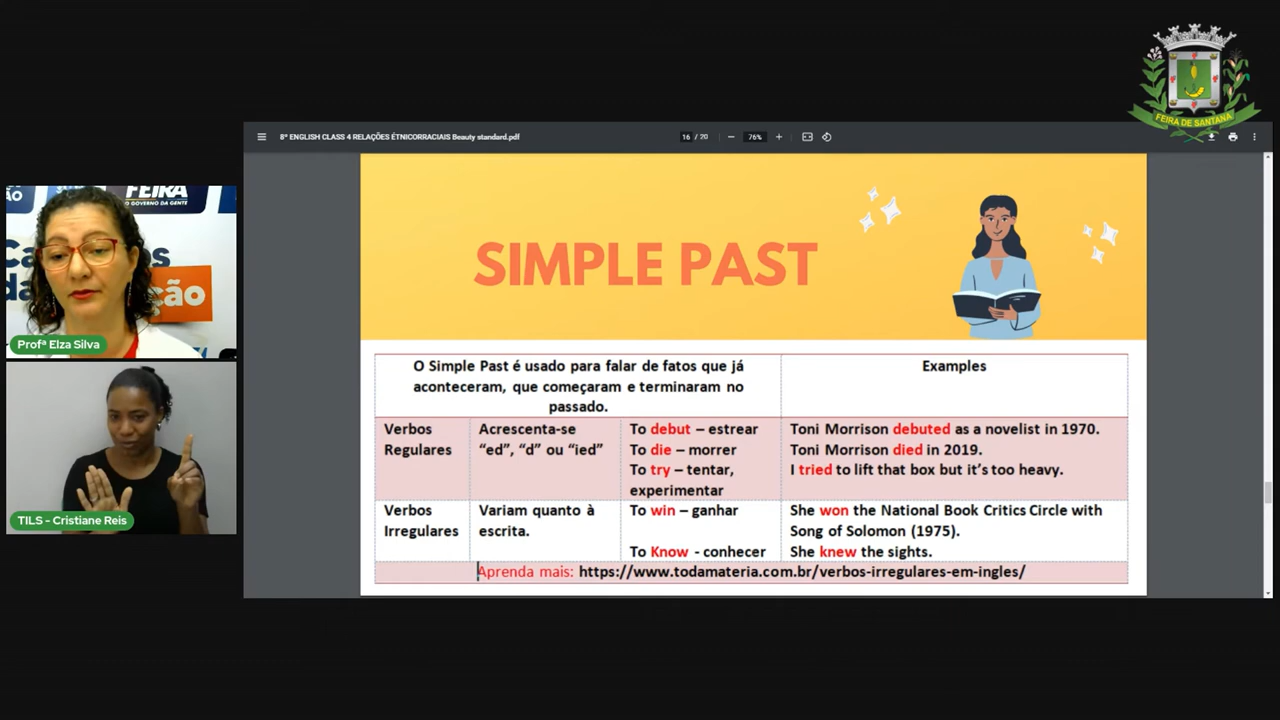 FEIRA DE SANTANA
8º ENGLISH CLASS 4 RELAÇÕES ÉTNICORRACIAIS Beauty standard.pdf
16 / 20
76%
FEIRA
O GOVERNO DA GENTE
Profª Elza Silva
TILS - Cristiane Reis
SIMPLE PAST
O Simple Past é usado para falar de fatos que já
aconteceram, que começaram e terminaram no
passado.
Examples
Verbos
Regulares
Acrescenta-se
“ed”, “d” ou “ied”
To debut – estrear
To die – morrer
To try – tentar,
experimentar
Toni Morrison debuted as a novelist in 1970.
Toni Morrison died in 2019.
I tried to lift that box but it’s too heavy.
Verbos
Irregulares
Variam quanto à
escrita.
To win – ganhar
To Know - conhecer
She won the National Book Critics Circle with
Song of Solomon (1975).
She knew the sights.
Aprenda mais: https://www.todamateria.com.br/verbos-irregulares-em-ingles/